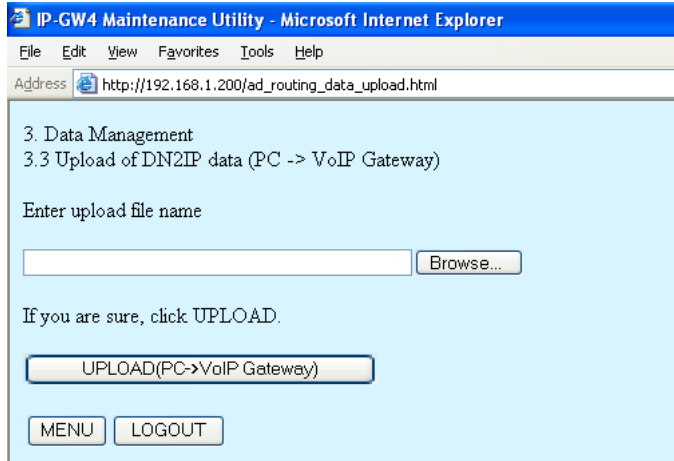 IP-GW4 Maintenance Utility - Microsoft Internet Explorer
File Edit View Favorites Tools Help
Address http://192.168.1.200/ad_routing_data_upload.html
3. Data Management
3.3 Upload of DN2IP data (PC -> VoIP Gateway)
Enter upload file name
Browse...
If you are sure, click UPLOAD.
UPLOAD(PC->VoIP Gateway)
MENU LOGOUT